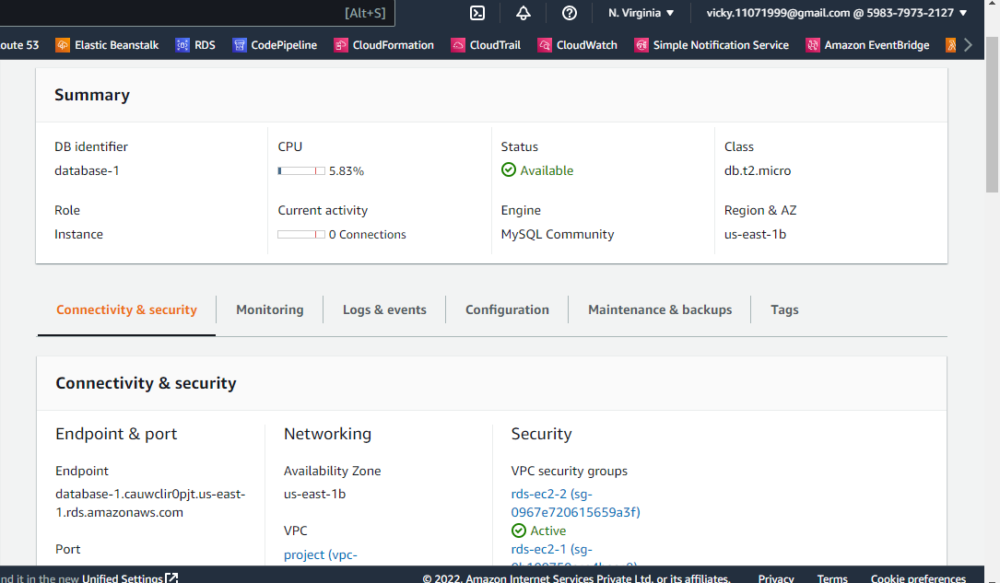 [Alt+S]
N. Virginia
vicky.11071999@gmail.com @ 5983-7973-2127
oute 53
Elastic Beanstalk
RDS
CodePipeline
CloudFormation
CloudTrail
CloudWatch
Simple Notification Service
Amazon EventBridge
Summary
DB identifier
database-1
CPU
5.83%
Status
Available
Class
db.t2.micro
Role
Instance
Current activity
0 Connections
Engine
MySQL Community
Region & AZ
us-east-1b
Connectivity & security
Monitoring
Logs & events
Configuration
Maintenance & backups
Tags
Connectivity & security
Endpoint & port
Endpoint
database-1.cauwclir0pjt.us-east-
1.rds.amazonaws.com
Port
Networking
Availability Zone
us-east-1b
VPC
project (vpc-
Security
VPC security groups
rds-ec2-2 (sg-
0967e720615659a3f)
Active
rds-ec2-1 (sg-
nd it in the new Unified Settings
© 2022, Amazon Internet Services Private Ltd. or its affiliates.
Privacy
Terms
Cookie preferences